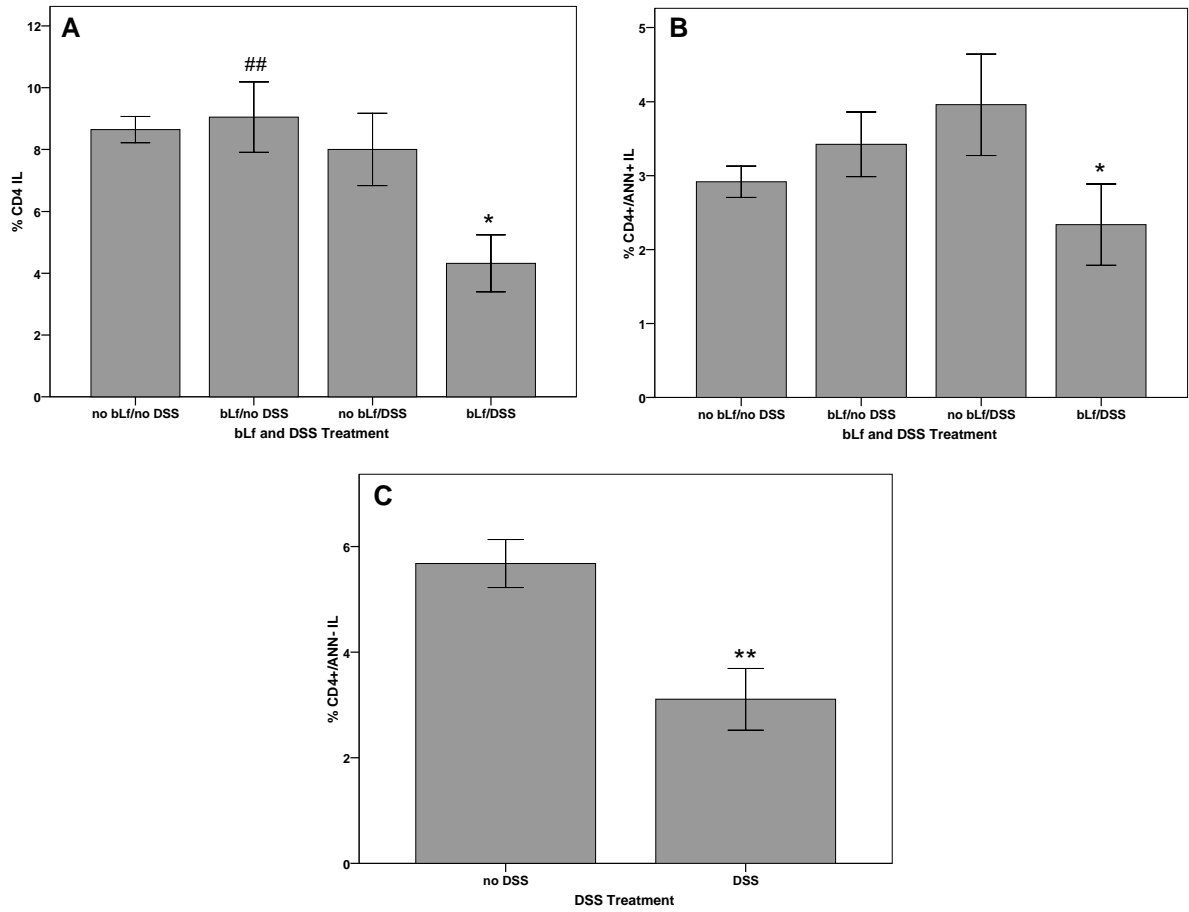 A
% CD4 IL
12
10
8
6
4
2
0
##
*
no bLf/no DSS
bLf/no DSS
no bLf/DSS
bLf/DSS
bLf and DSS Treatment
B
% CD4+/ANN+ IL
5
4
3
2
1
0
*
no bLf/no DSS
bLf/no DSS
no bLf/DSS
bLf/DSS
bLf and DSS Treatment
C
% CD4+/ANN- IL
6
4
2
0
**
no DSS
DSS
DSS Treatment